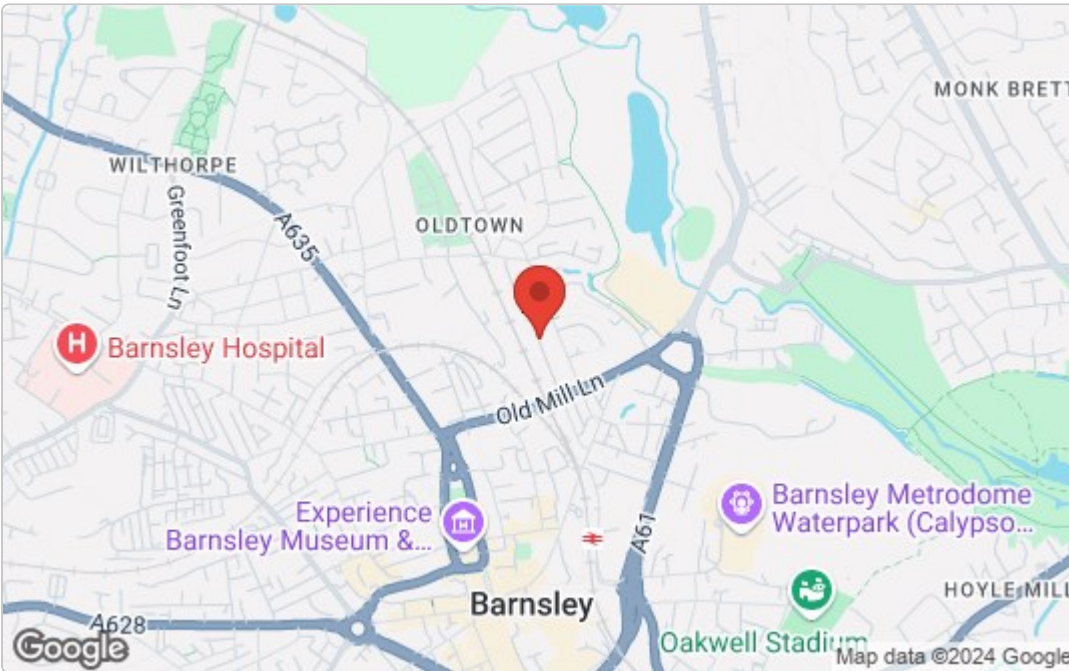 MONK BRETT
WILTHORPE
Greenfoot Ln
A635
OLDTOWN
H
Barnsley Hospital
Old Mill Ln
Experience
Barnsley Museum &...
Barnsley Metrodome
Waterpark (Calypso...
A61
HOYLE MILL
Barnsley
A628
Oakwell Stadium
Google
Map data ©2024 Google